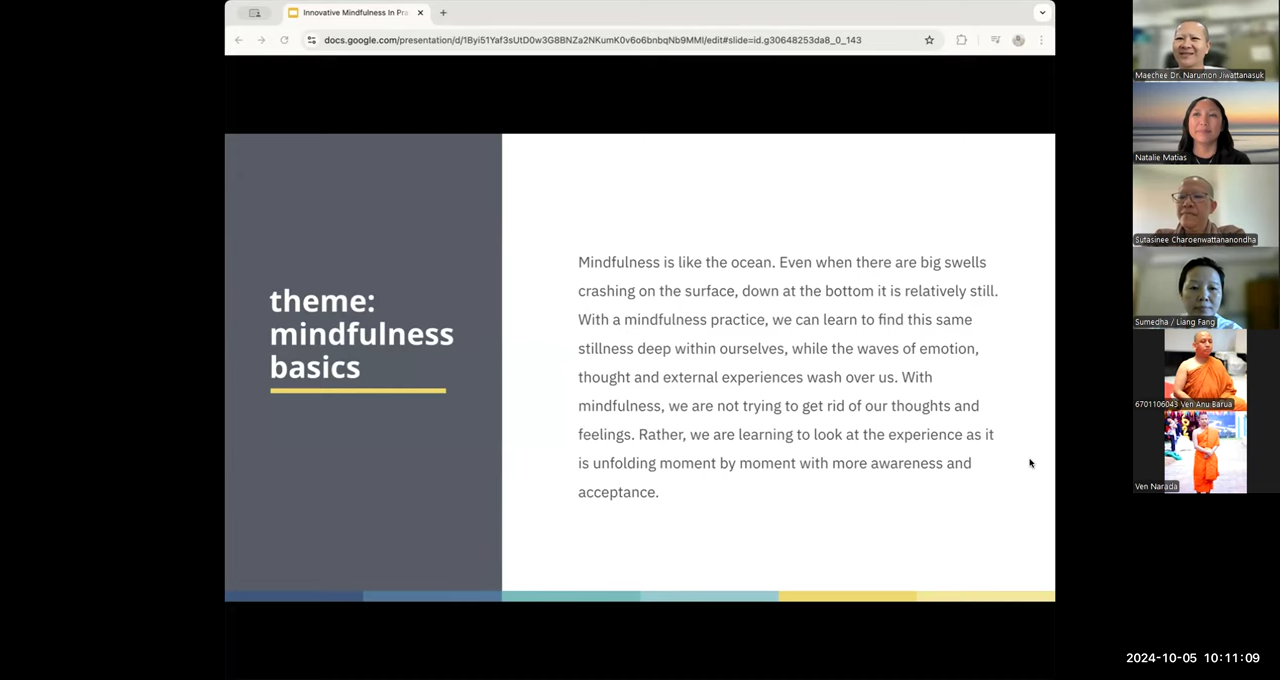 Innovative Mindfulness In Pra
docs.google.com/presentation/d/1Byi51Yaf3sUtD0w3G8BNZa2NKumK0v6o6bnbqNb9MMI/edit#slide=id.g30648253da8_0_143
theme:
mindfulness
basics
Mindfulness is like the ocean. Even when there are big swells
crashing on the surface, down at the bottom it is relatively still.
With a mindfulness practice, we can learn to find this same
stillness deep within ourselves, while the waves of emotion,
thought and external experiences wash over us. With
mindfulness, we are not trying to get rid of our thoughts and
feelings. Rather, we are learning to look at the experience as it
is unfolding moment by moment with more awareness and
acceptance.
Maechee Dr. Narumon Jiwattanasuk
Natalie Matias
Sutasinee Charoenwattananondha
Sumedha / Liang Fang
6701106043 Ven Anu Barua
Ven Narada
2024-10-05 10:11:09